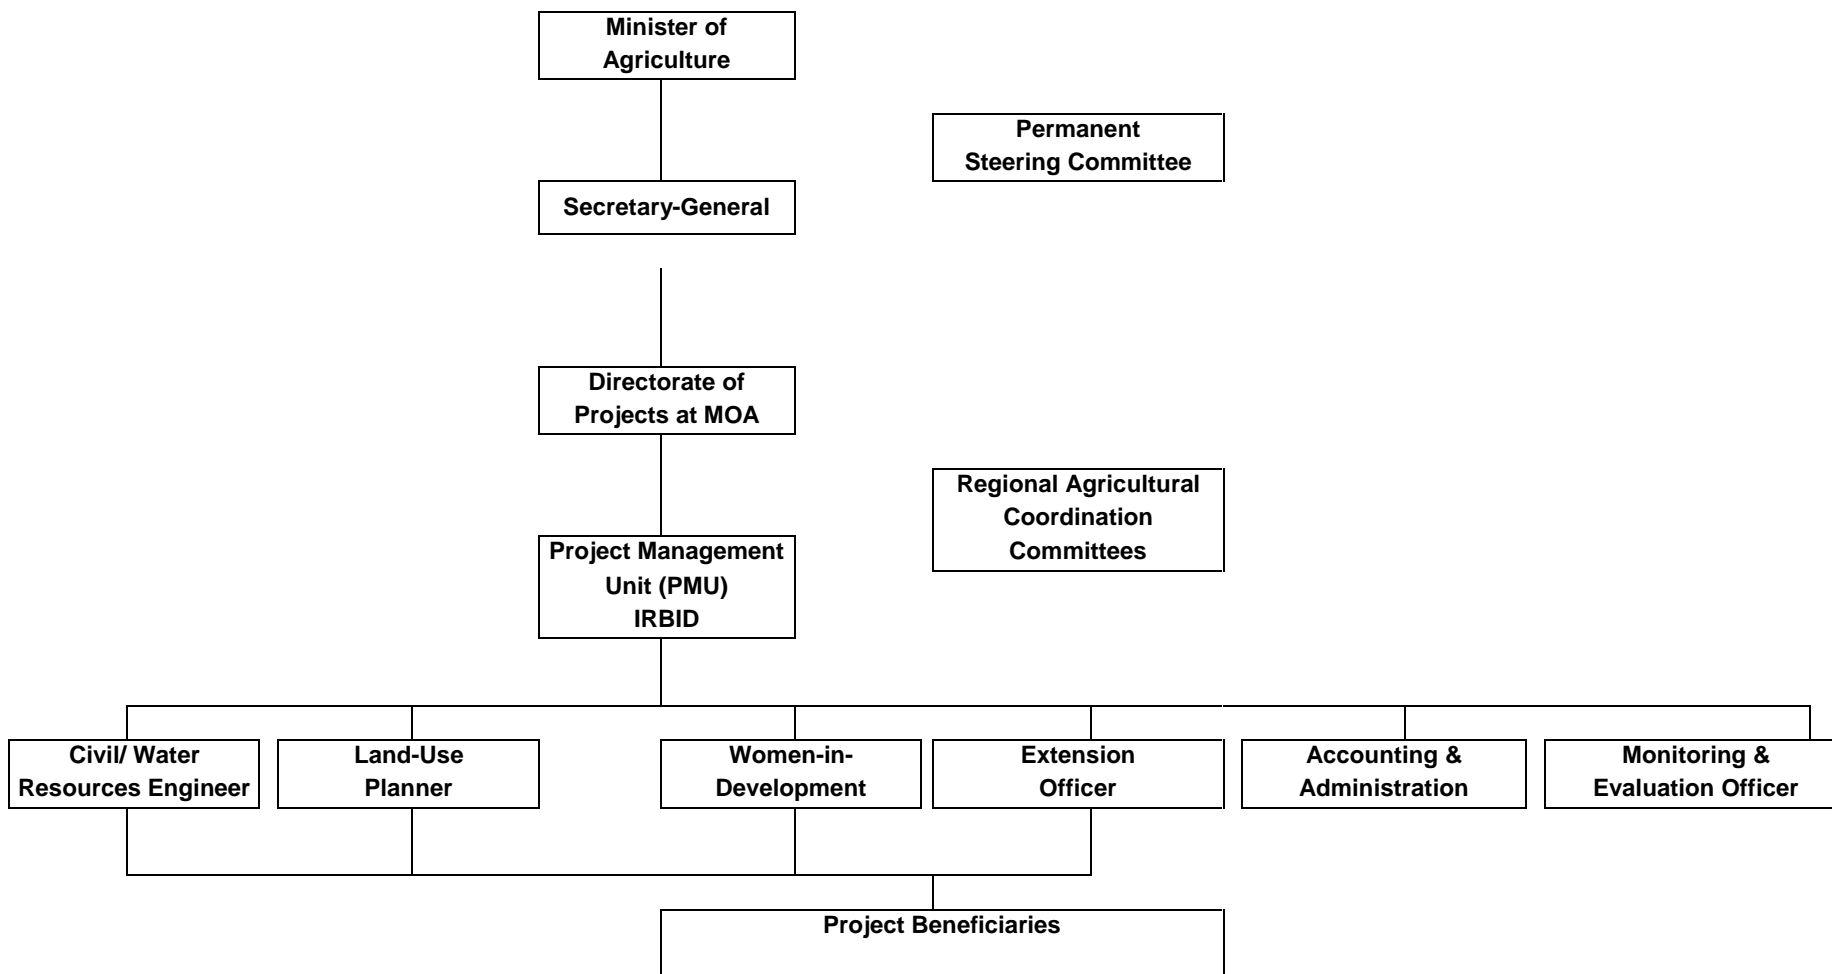 Minister of
Agriculture
Permanent
Steering Committee
Secretary-General
Directorate of
Projects at MOA
Regional Agricultural
Coordination
Committees
Project Management
Unit (PMU)
IRBID
Civil/ Water
Resources Engineer
Land-Use
Planner
Women-in-
Development
Extension
Officer
Accounting &
Administration
Monitoring &
Evaluation Officer
Project Beneficiaries